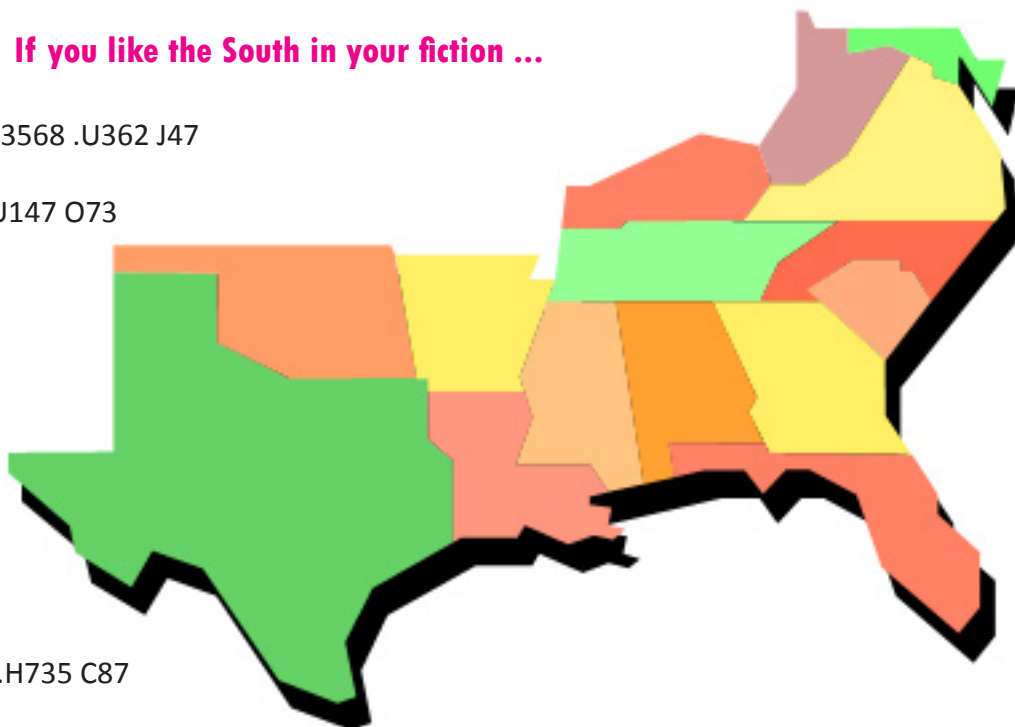 If you like the South in your fiction ...
3568 .U362 J47
J147 O73
.H735 C87